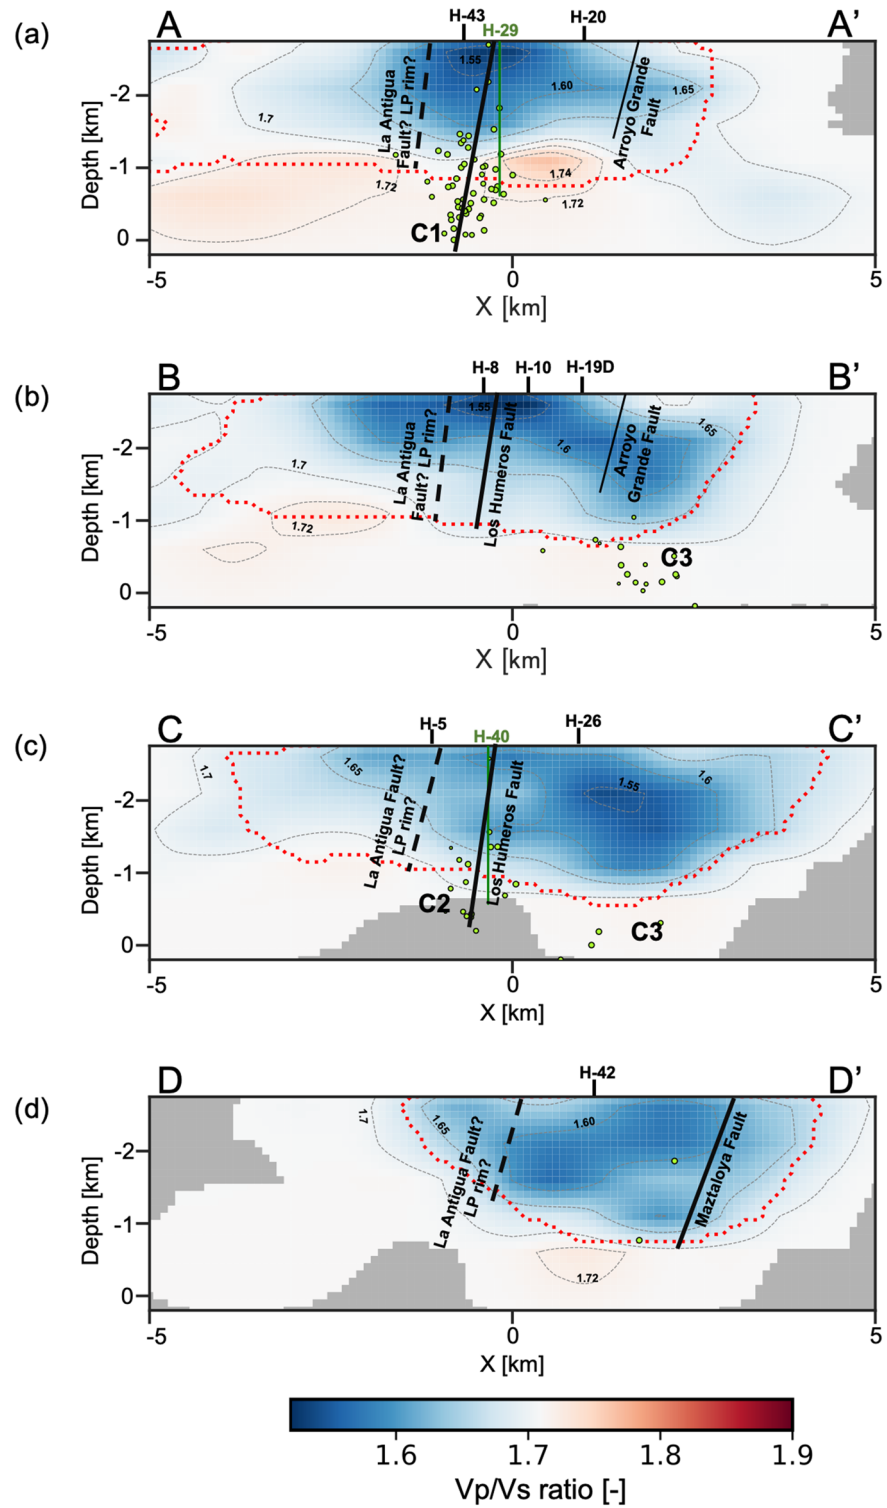 (a)
H-43
H-29
H-20
A
A’
1.55
1.60
1.65
1.7
La Antigua
Fault? LP rim?
Arroyo Grande
Fault
1.74
1.72
1.72
C1
-2
-1
0
Depth [km]
-5
0
5
X [km]
(b)
H-8
H-10
H-19D
B
B’
1.55
1.6
1.65
1.7
1.72
La Antigua
Fault? LP rim?
Los Humeros Fault
Arroyo
Grande Fault
C3
-2
-1
0
Depth [km]
-5
0
5
X [km]
(c)
H-5
H-40
H-26
C
C’
1.7
1.65
1.55
1.6
La Antigua Fault?
LP rim?
Los Humeros Fault
C2
C3
-2
-1
0
Depth [km]
-5
0
5
X [km]
(d)
H-42
D
D’
1.7
1.65
1.60
La Antigua Fault?
LP rim?
Maztaloya Fault
1.72
-2
-1
0
Depth [km]
-5
0
5
X [km]
1.6
1.7
1.8
1.9
Vp/Vs ratio [-]